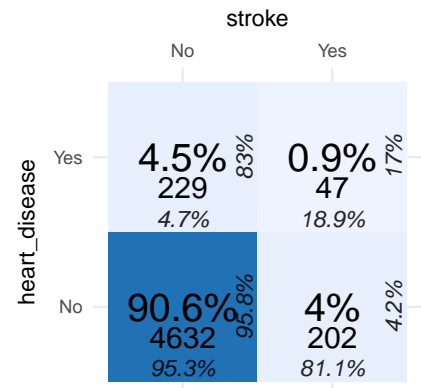 stroke
No Yes
heart_disease
Yes
4.5% 83%
229
4.7%
0.9% 17%
47
18.9%
No
90.6% 95.8%
4632
95.3%
4% 4.2%
202
81.1%